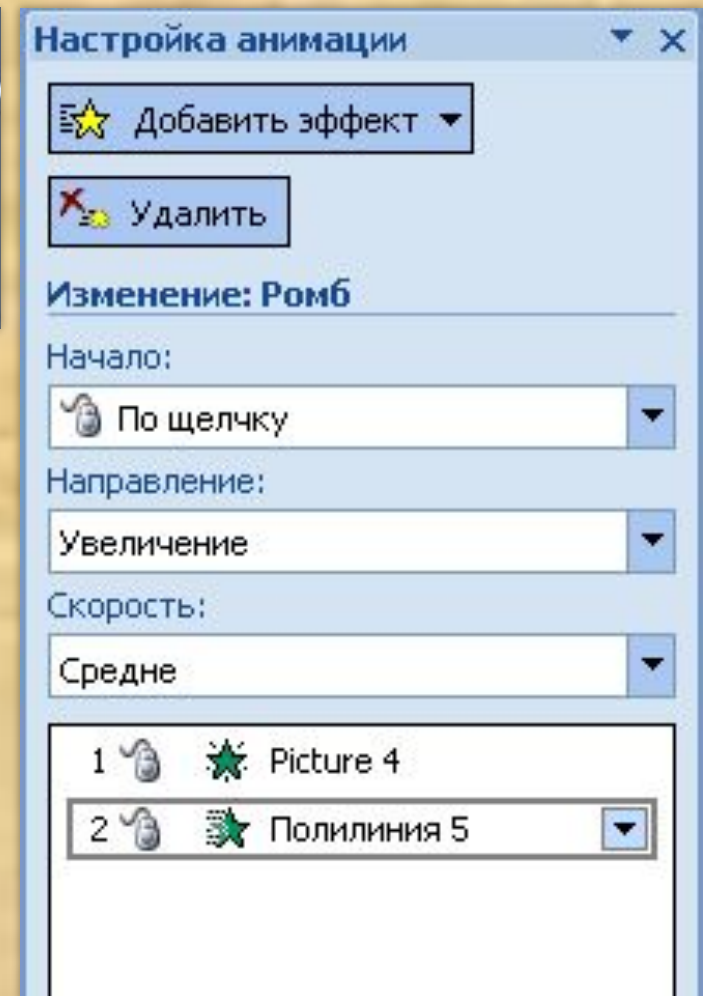 Настройка анимации
Добавить эффект
Удалить
Изменение: Ромб
Начало:
По щелчку
Направление:
Увеличение
Скорость:
Средне
1 Picture 4
2 Полилиния 5